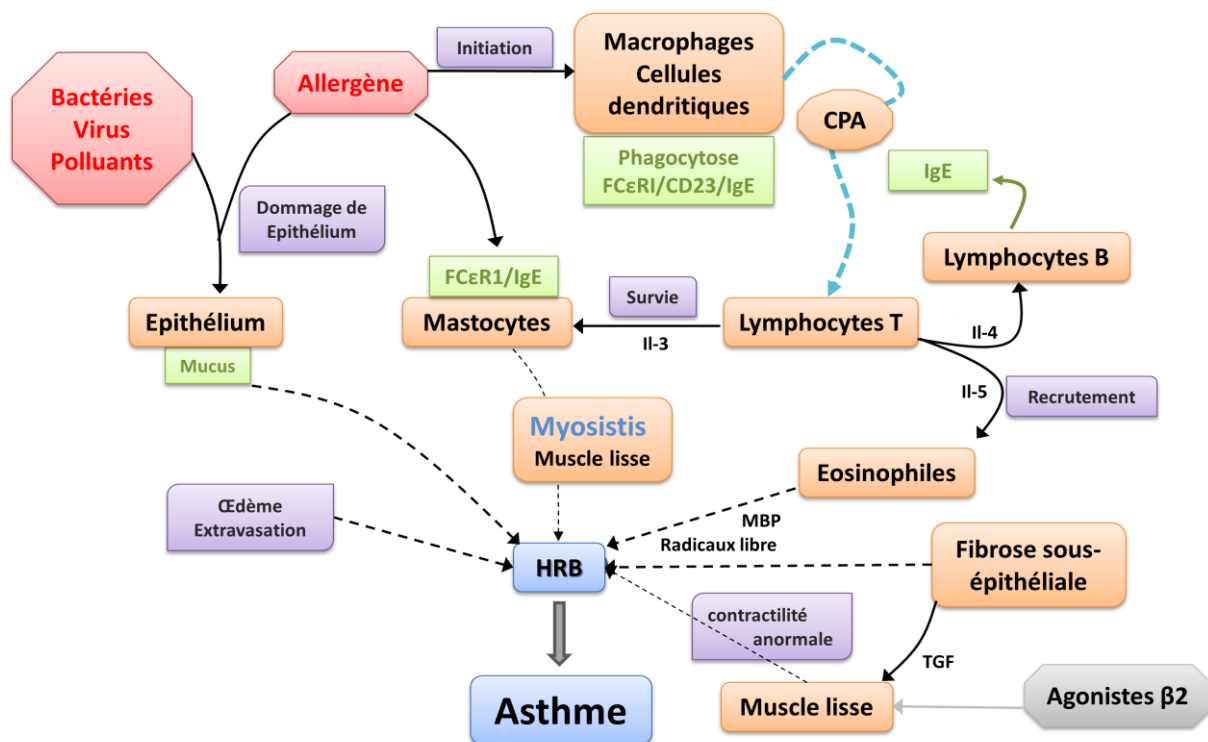 Bactéries
Virus
Polluants
Allergène
Initiation
Macrophages
Cellules
dendritiques
CPA
Phagocytose
FCεRI/CD23/IgE
IgE
Dommage de
Epithélium
Lymphocytes B
FCεR1/IgE
Survie
Epithélium
Mastocytes
Il-3
Lymphocytes T
Il-4
Mucus
Il-5
Recrutement
Myosistis
Muscle lisse
Eosinophiles
Œdème
Extravasation
MBP
Radicaux libre
HRB
Fibrose sous-
épithéliale
contractilité
anormale
TGF
Asthme
Muscle lisse
Agonistes β2